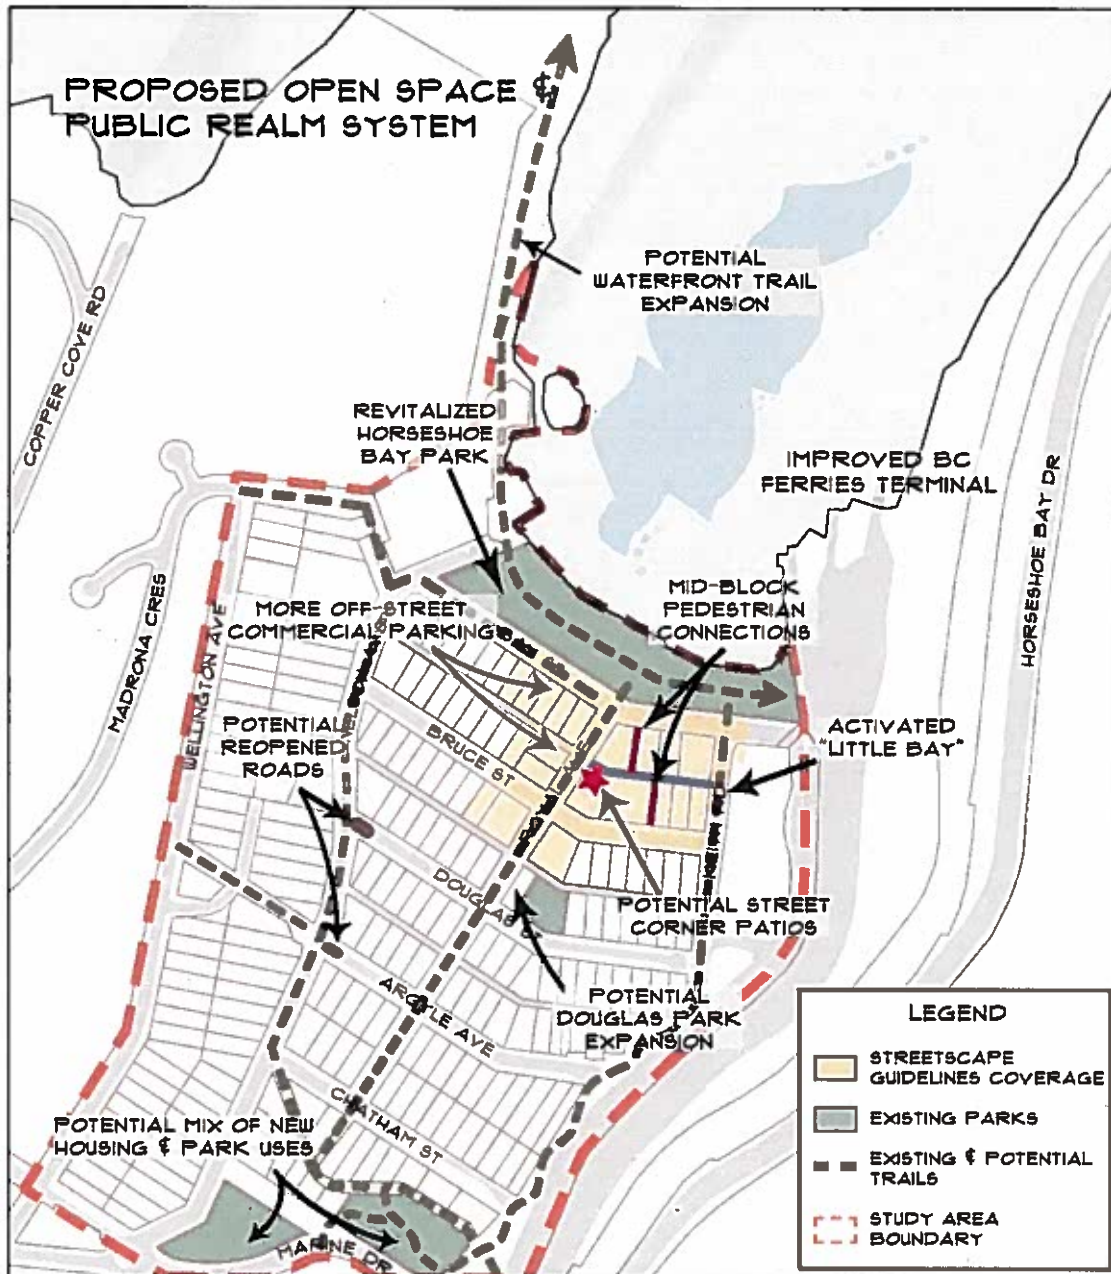 PROPOSED OPEN SPACE &
PUBLIC REALM SYSTEM
POTENTIAL
WATERFRONT TRAIL
EXPANSION
COPPER COVE RD
REVITALIZED
HORSESHOE
BAY PARK
IMPROVED BC
FERRIES TERMINAL
HORSESHOE BAY DR
MADRONA CRES
WELLINGTON AVE
MORE OFF-STREET
COMMERCIAL PARKING
MID-BLOCK
PEDESTRIAN
CONNECTIONS
POTENTIAL
REOPENED
ROADS
BRUCE ST
ACTIVATED
"LITTLE BAY"
DOUGLAS
POTENTIAL STREET
CORNER PATIOS
POTENTIAL
DOUGLAS PARK
EXPANSION
ARGYLE AVE
CHATHAM ST
POTENTIAL MIX OF NEW
HOUSING & PARK USES
MARINE DR
LEGEND
STREETSCAPE
GUIDELINES COVERAGE
EXISTING PARKS
EXISTING & POTENTIAL
TRAILS
STUDY AREA
BOUNDARY